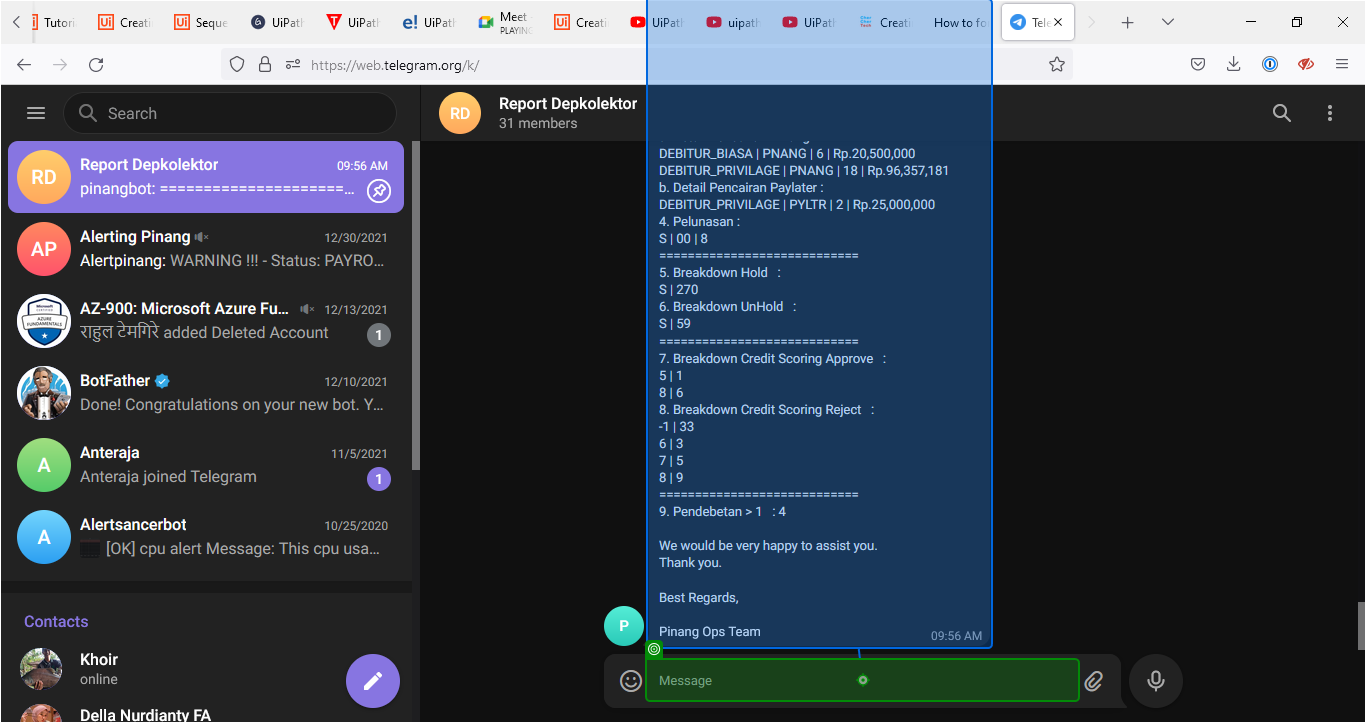 Tutori
Creatin
Seque
UiPath
UiPath
UiPath
Meet -
PLAYING
Creati
UiPath
uipath
UiPath
Creatin
How to fo
Tele
https://web.telegram.org/k/
Search
Report Depkolektor
09:56 AM
pinangbot: =====================…
Alerting Pinang
12/30/2021
Alertpinang: WARNING !!! - Status: PAYRO…
AZ-900: Microsoft Azure Fu…
12/13/2021
राहुल टेमगिरे added Deleted Account
1
BotFather
12/10/2021
Done! Congratulations on your new bot. Y…
Anteraja
11/5/2021
Anteraja joined Telegram
1
Alertsancerbot
10/25/2020
[OK] cpu alert Message: This cpu usa…
Contacts
Khoir
online
Della Nurdianty FA
RD
AP
A
A
RD
Report Depkolektor
31 members
DEBITUR_BIASA | PNANG | 6 | Rp.20,500,000
DEBITUR_PRIVILAGE | PNANG | 18 | Rp.96,357,181
b. Detail Pencairan Paylater :
DEBITUR_PRIVILAGE | PYLTR | 2 | Rp.25,000,000
4. Pelunasan :
S | 00 | 8
============================
5. Breakdown Hold :
S | 270
6. Breakdown UnHold :
S | 59
============================
7. Breakdown Credit Scoring Approve :
5 | 1
8 | 6
8. Breakdown Credit Scoring Reject :
-1 | 33
6 | 3
7 | 5
8 | 9
============================
9. Pendebetan > 1 : 4
We would be very happy to assist you.
Thank you.
Best Regards,
Pinang Ops Team
09:56 AM
P
Message